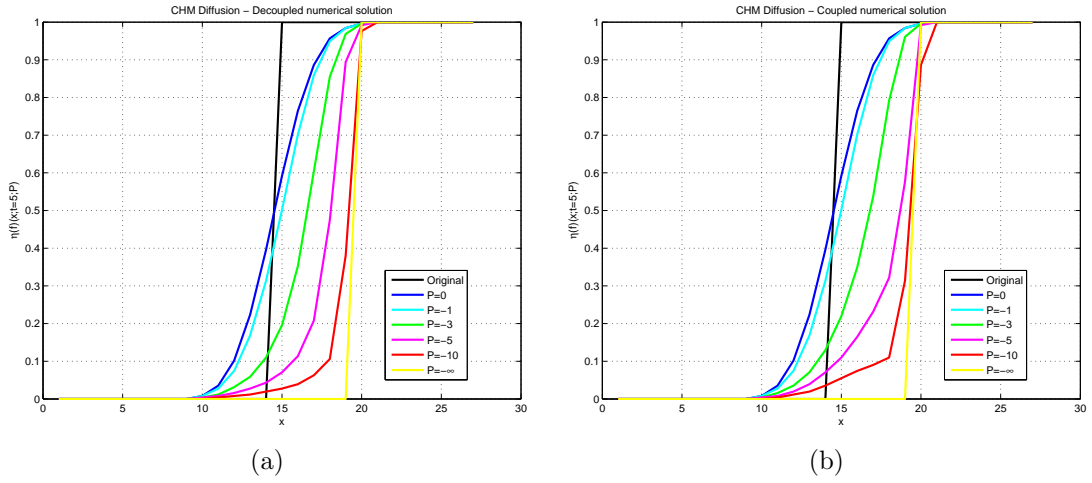 CHM Diffusion − Decoupled numerical solution
1
0.9
0.8
0.7
0.6
0.5
0.4
0.3
0.2
0.1
0
η(f)(x;t=5;P)
0 5 10 15 20 25 30
x
Original
P=0
P=−1
P=−3
P=−5
P=−10
P=−∞
(a)
CHM Diffusion − Coupled numerical solution
1
0.9
0.8
0.7
0.6
0.5
0.4
0.3
0.2
0.1
0
η(f)(x;t=5;P)
0 5 10 15 20 25 30
x
Original
P=0
P=−1
P=−3
P=−5
P=−10
P=−∞
(b)